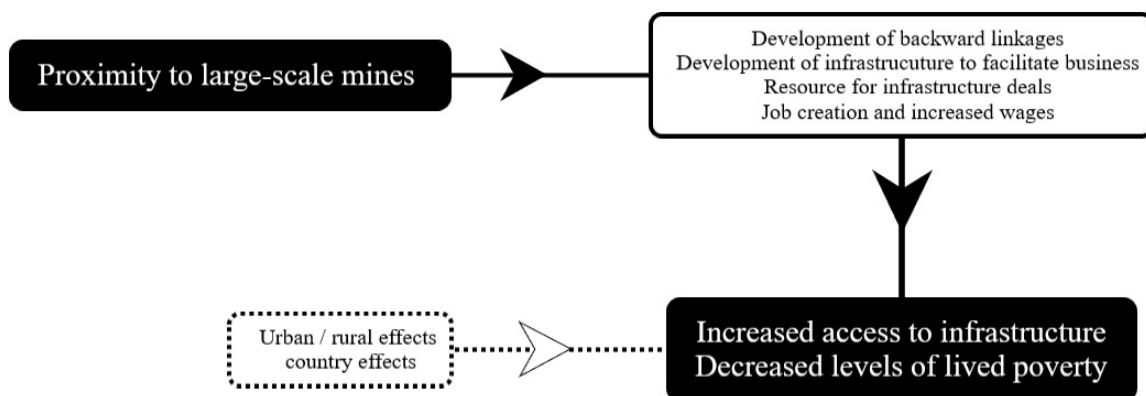 Proximity to large-scale mines
Development of backward linkages
Development of infrastrucuture to facilitate business
Resource for infrastructure deals
Job creation and increased wages
Urban / rural effects
country effects
Increased access to infrastructure
Decreased levels of lived poverty